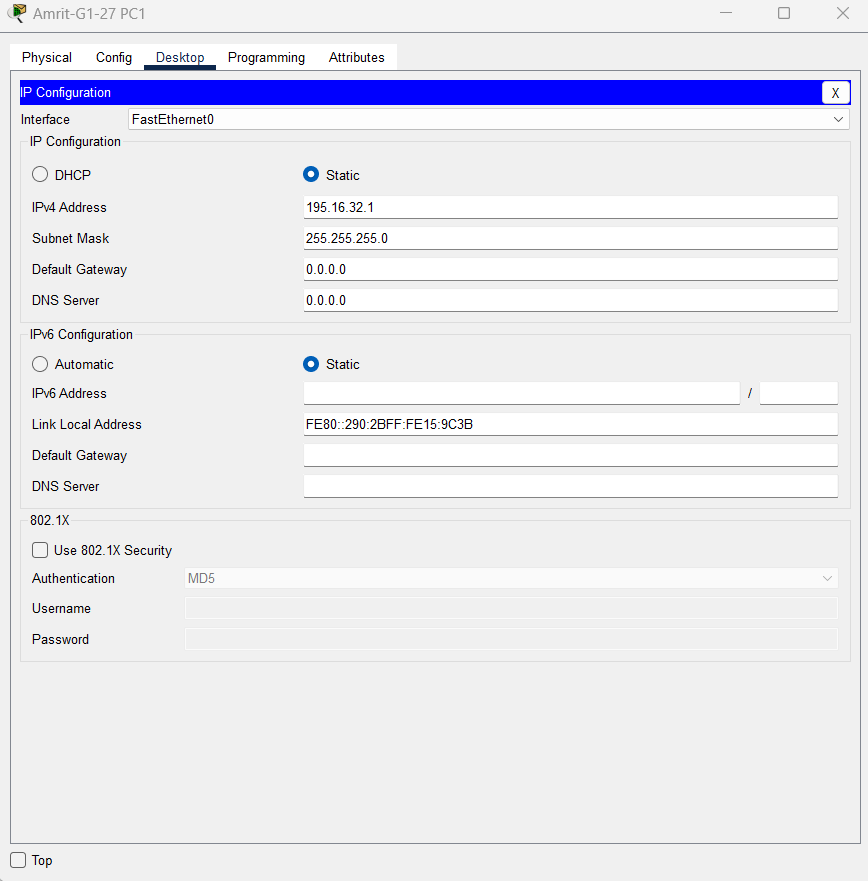 Amrit-G1-27 PC1
Physical Config Desktop Programming Attributes
IP Configuration X
Interface FastEthernet0
IP Configuration
DHCP Static
IPv4 Address 195.16.32.1
Subnet Mask 255.255.255.0
Default Gateway 0.0.0.0
DNS Server 0.0.0.0
IPv6 Configuration
Automatic Static
IPv6 Address /
Link Local Address FE80::290:2BFF:FE15:9C3B
Default Gateway
DNS Server
802.1X
Use 802.1X Security
Authentication MD5
Username
Password
Top